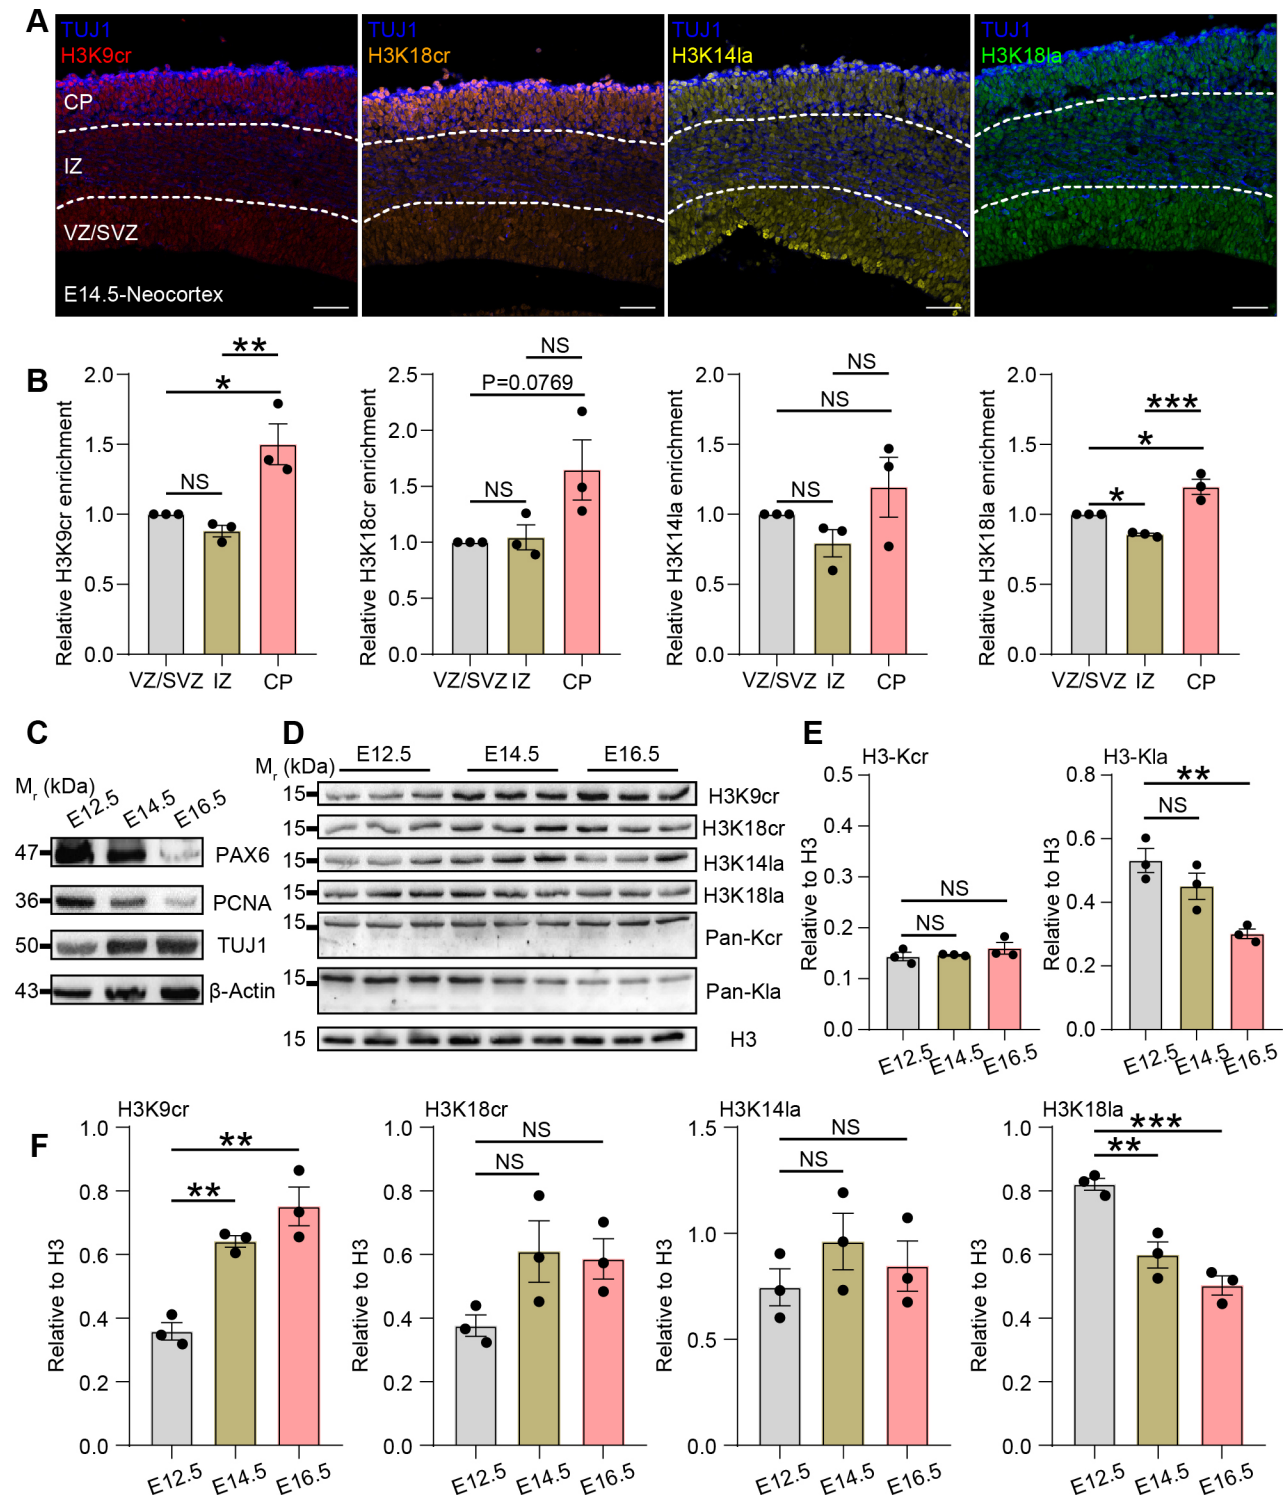 A
TUJ1
H3K9cr
CP
IZ
VZ/SVZ
E14.5-Neocortex
TUJ1
H3K18cr
TUJ1
H3K14la
TUJ1
H3K18la
B
Relative H3K9cr enrichment
2.0
1.5
1.0
0.5
0.0
NS
*
**
VZ/SVZ IZ CP
Relative H3K18cr enrichment
2.5
2.0
1.5
1.0
0.5
0.0
NS
P=0.0769
NS
VZ/SVZ IZ CP
Relative H3K14la enrichment
2.0
1.5
1.0
0.5
0.0
NS
NS
NS
VZ/SVZ IZ CP
Relative H3K18la enrichment
2.0
1.5
1.0
0.5
0.0
***
*
*
VZ/SVZ IZ CP
C
Mr (kDa)
E12.5 E14.5 E16.5
47 PAX6
36 PCNA
50 TUJ1
43 β-Actin
D
Mr (kDa)
E12.5 E14.5 E16.5
15 H3K9cr
15 H3K18cr
15 H3K14la
15 H3K18la
15 Pan-Kcr
15 Pan-Kla
15 H3
E
H3-Kcr
Relative to H3
0.5
0.4
0.3
0.2
0.1
0.0
NS
NS
E12.5 E14.5 E16.5
H3-Kla
Relative to H3
0.8
0.6
0.4
0.2
0.0
**
NS
E12.5 E14.5 E16.5
F
H3K9cr
Relative to H3
1.0
0.8
0.6
0.4
0.2
0.0
**
**
E12.5 E14.5 E16.5
H3K18cr
Relative to H3
1.0
0.8
0.6
0.4
0.2
0.0
NS
NS
E12.5 E14.5 E16.5
H3K14la
Relative to H3
1.5
1.0
0.5
0.0
NS
NS
E12.5 E14.5 E16.5
H3K18la
Relative to H3
1.0
0.8
0.6
0.4
0.2
0.0
***
**
E12.5 E14.5 E16.5